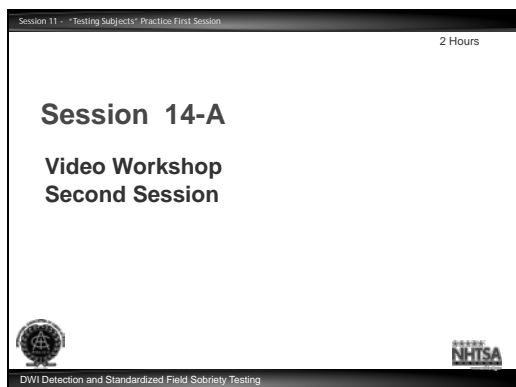 Session 11 - "Testing Subjects" Practice First Session
2 Hours
Session 14-A
Video Workshop
Second Session
NHTSA
DWI Detection and Standardized Field Sobriety Testing